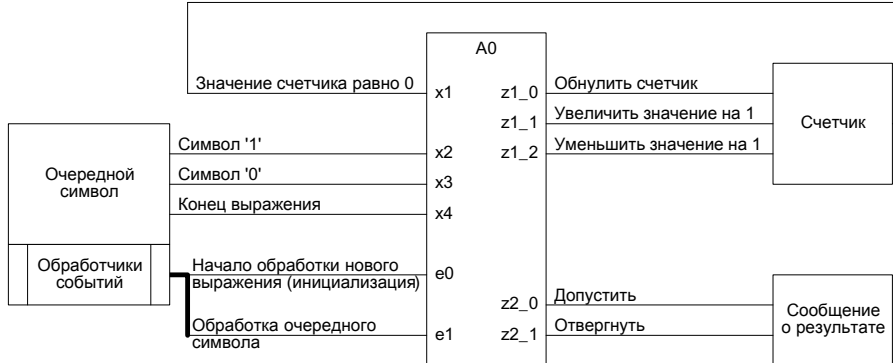 A0
Значение счетчика равно 0
x1
z1_0
Обнулить счетчик
z1_1
Увеличить значение на 1
Счетчик
Символ '1'
x2
z1_2
Уменьшить значение на 1
Очередной
символ
Символ '0'
x3
Конец выражения
x4
Обработчики
событий
Начало обработки нового
выражения (инициализация)
e0
z2_0
Допустить
Сообщение
о результате
Обработка очередного
символа
e1
z2_1
Отвергнуть